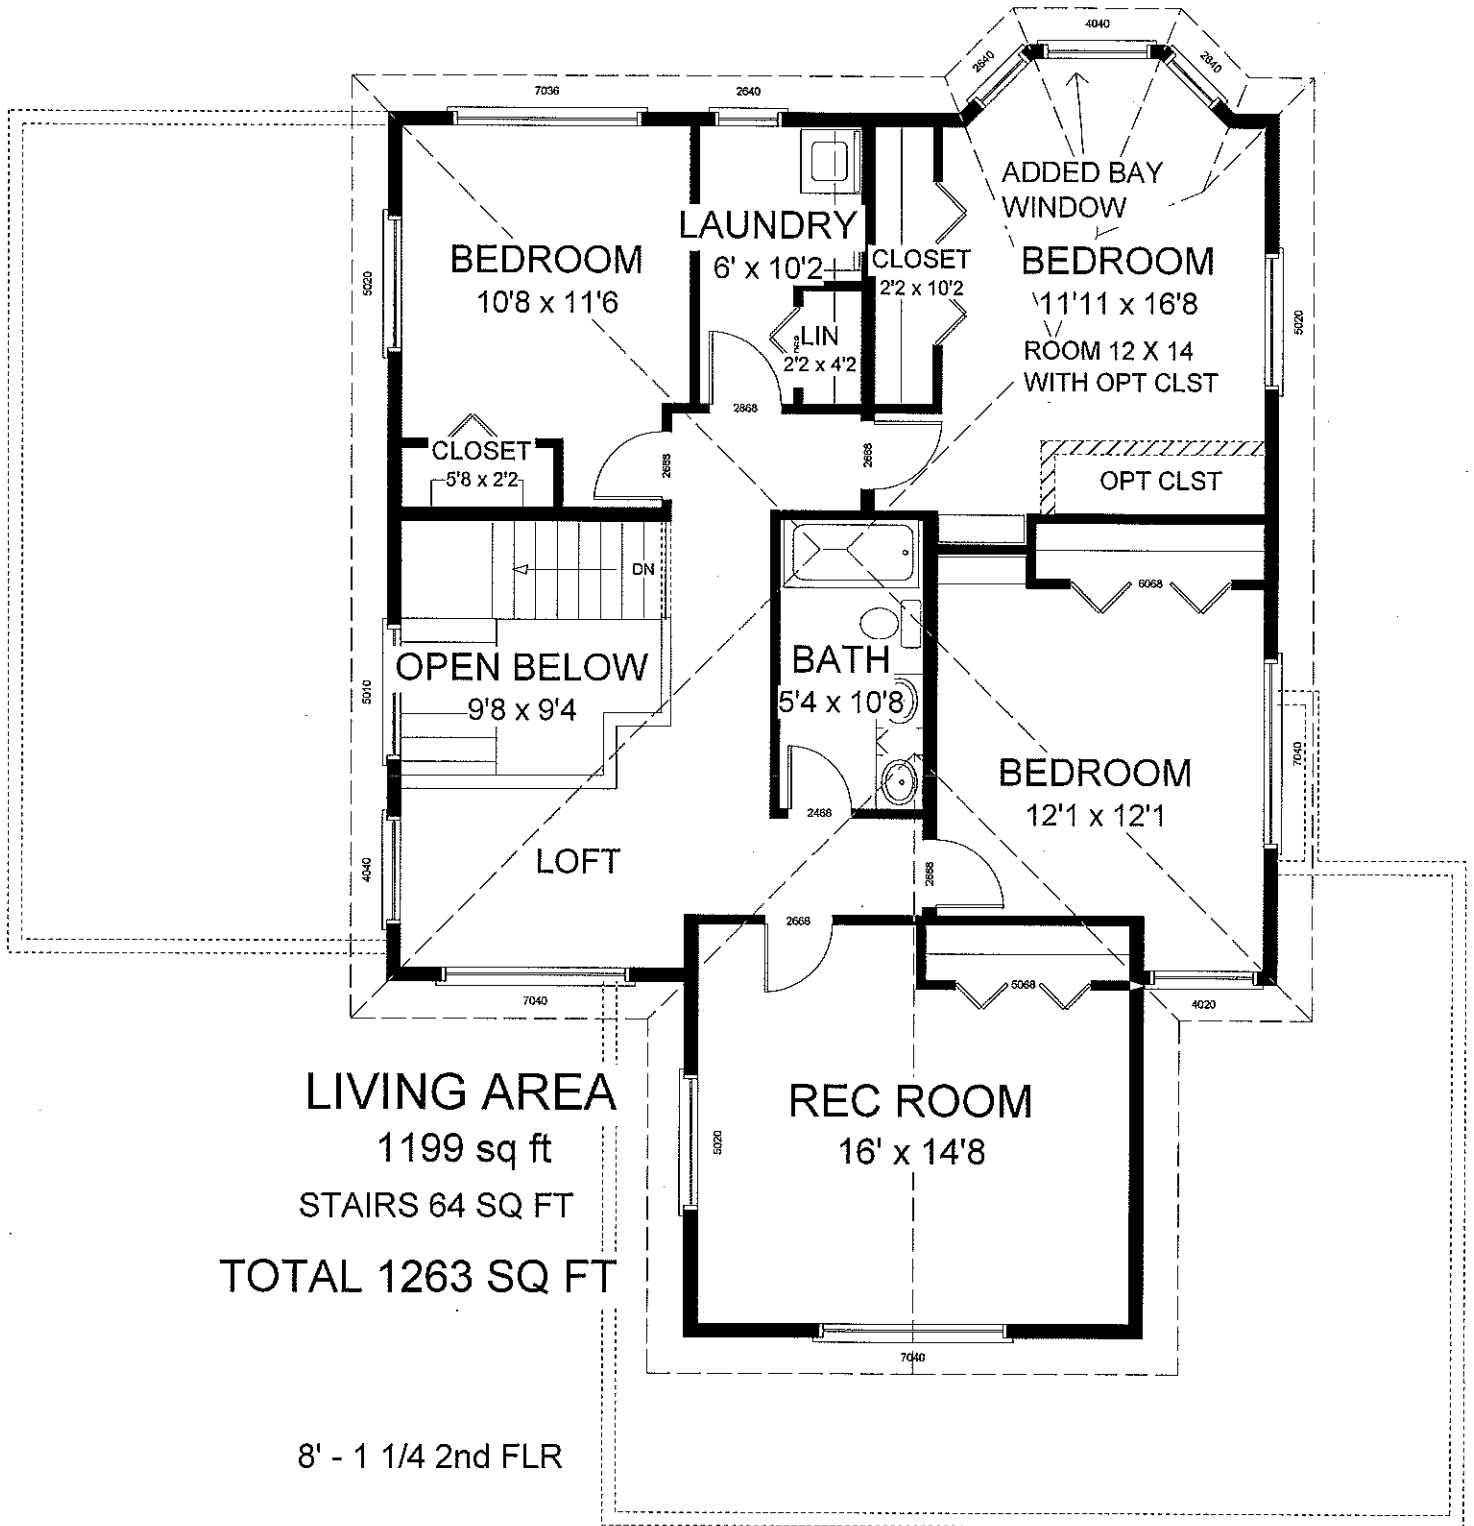 4040
2640
2640
7036
2640
ADDED BAY
WINDOW
LAUNDRY
6' x 10'2
BEDROOM
10'8 x 11'6
CLOSET
2'2 x 10'2
BEDROOM
11'11 x 16'8
5020
5020
LIN
2'2 x 4'2
ROOM 12 X 14
WITH OPT CLST
2868
CLOSET
5'8 x 2'2
2668
2668
OPT CLST
DN
6068
OPEN BELOW
9'8 x 9'4
5010
BATH
5'4 x 10'8
BEDROOM
12'1 x 12'1
7040
2468
LOFT
4040
2668
2668
7040
5068
4020
LIVING AREA
1199 sq ft
STAIRS 64 SQ FT
TOTAL 1263 SQ FT
REC ROOM
16' x 14'8
5020
7040
8' - 1 1/4 2nd FLR